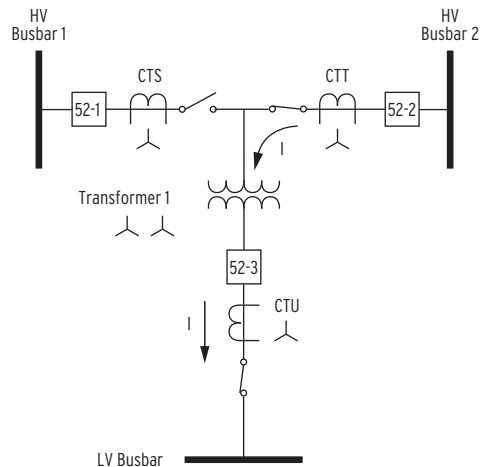 HV
Busbar 1
HV
Busbar 2
CTS
CTT
52-1
52-2
I
Transformer 1
52-3
CTU
I
LV Busbar